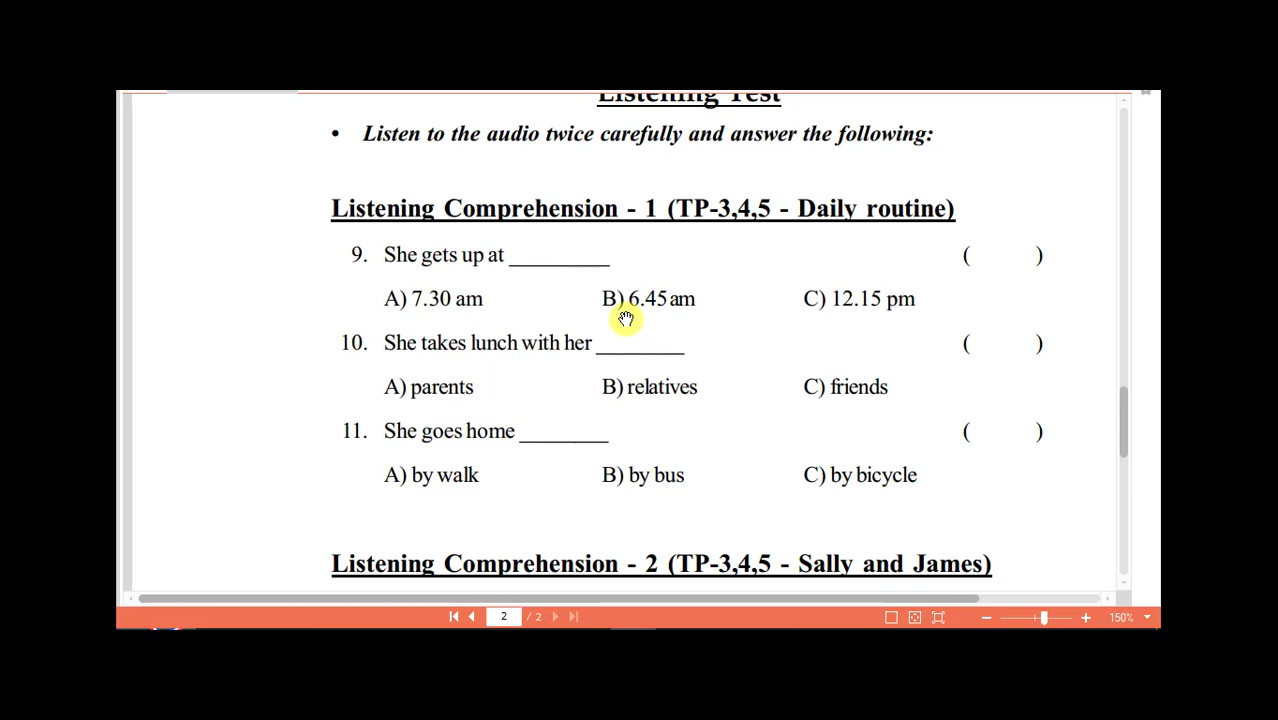 Listening Test
• Listen to the audio twice carefully and answer the following:
Listening Comprehension - 1 (TP-3,4,5 - Daily routine)
9. She gets up at _________ ( )
A) 7.30 am B) 6.45 am C) 12.15 pm
10. She takes lunch with her ________ ( )
A) parents B) relatives C) friends
11. She goes home ________ ( )
A) by walk B) by bus C) by bicycle
Listening Comprehension - 2 (TP-3,4,5 - Sally and James)
2 / 2 150%